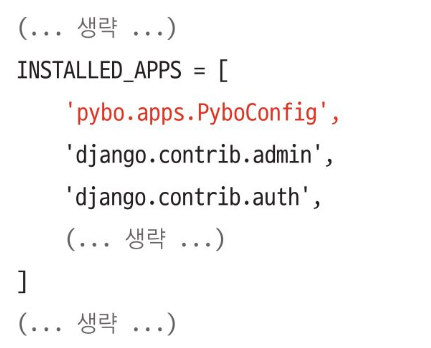 (... 생략 ...)
INSTALLED_APPS = [
    'pybo.apps.PyboConfig',
    'django.contrib.admin',
    'django.contrib.auth',
    (... 생략 ...)
]
(... 생략 ...)